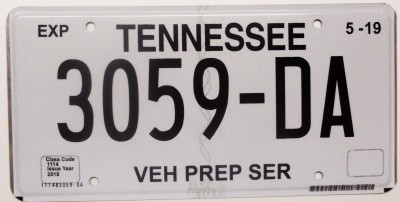 EXP TENNESSEE 5-19
3059-DA
Class Code
1114
Issue Year
2018
VEH PREP SER